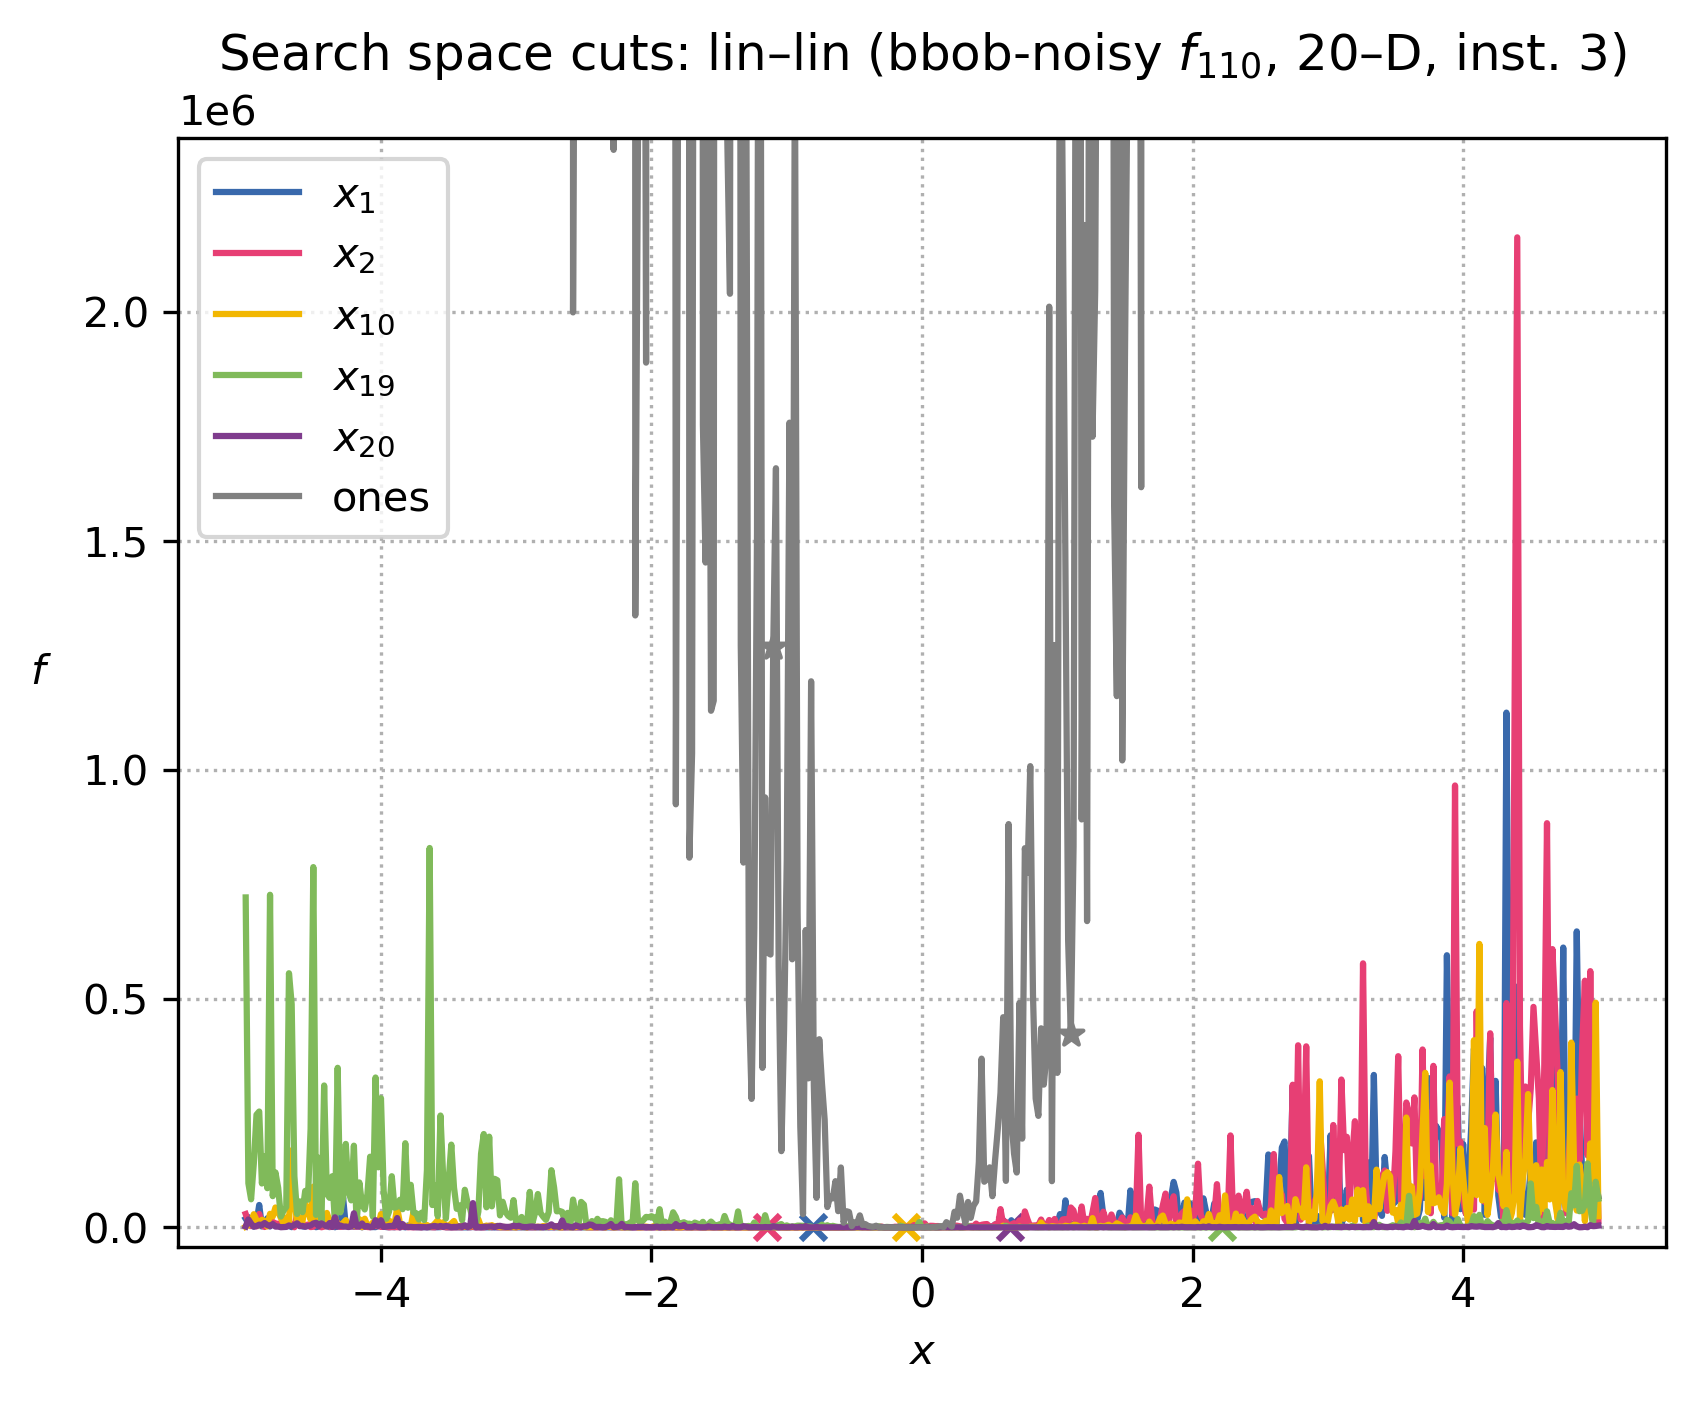 Search space cuts: lin–lin (bbob-noisy f₁₁₀, 20–D, inst. 3)
1e6
x₁
x₂
x₁₀
x₁₉
x₂₀
ones
2.0
1.5
1.0
0.5
0.0
f
−4
−2
0
2
4
x